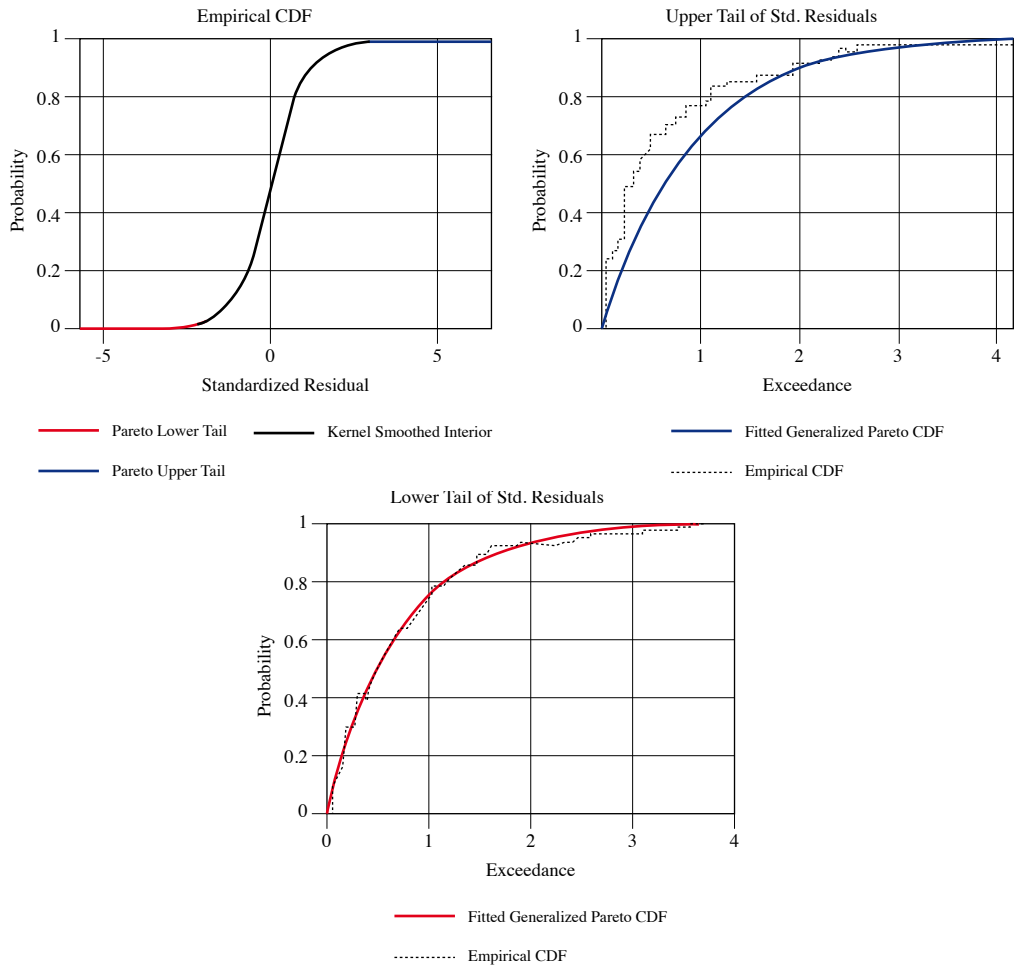 Empirical CDF
1
0.8
0.6
0.4
0.2
0
Probability
-5
0
5
Standardized Residual
Pareto Lower Tail
Kernel Smoothed Interior
Pareto Upper Tail
Upper Tail of Std. Residuals
1
0.8
0.6
0.4
0.2
0
Probability
1
2
3
4
Exceedance
Fitted Generalized Pareto CDF
Empirical CDF
Lower Tail of Std. Residuals
1
0.8
0.6
0.4
0.2
0
Probability
0
1
2
3
4
Exceedance
Fitted Generalized Pareto CDF
Empirical CDF